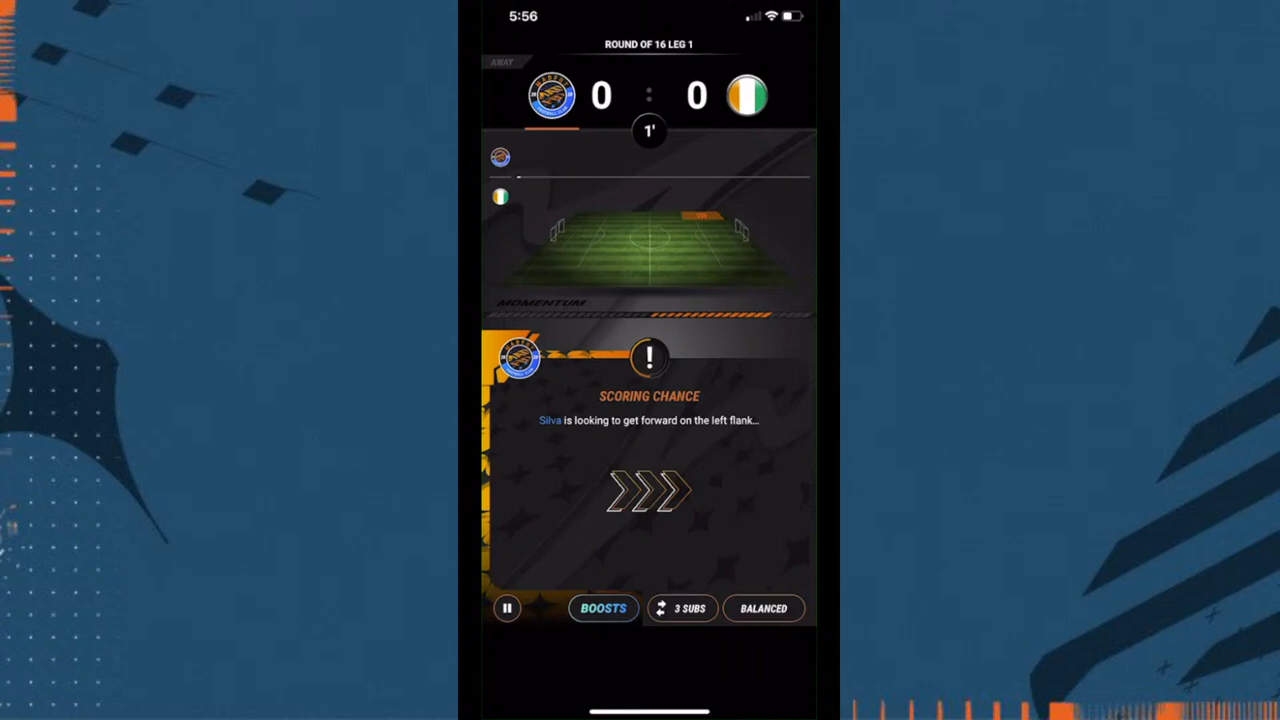 5:56
ROUND OF 16 LEG 1
AWAY
0 : 0
1'
MOMENTUM
!
SCORING CHANCE
Silva is looking to get forward on the left flank...
BOOSTS
3 SUBS
BALANCED